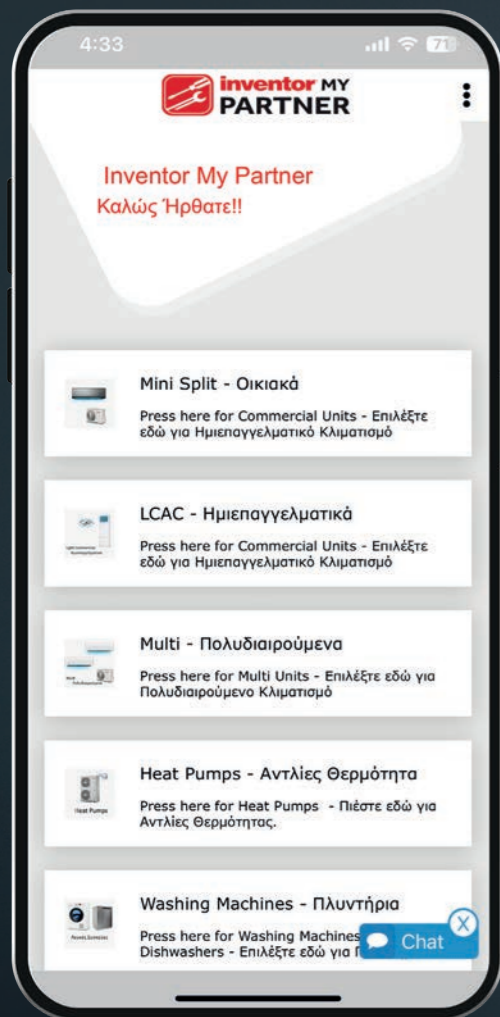 4:33
71
inventor MY
PARTNER
Inventor My Partner
Καλώς Ήρθατε!!
Mini Split - Οικιακά
Press here for Commercial Units - Επιλέξτε
εδώ για Ημιεπαγγελματικό Κλιματισμό
LCAC - Ημιεπαγγελματικά
Press here for Commercial Units - Επιλέξτε
εδώ για Ημιεπαγγελματικό Κλιματισμό
Multi - Πολυδιαιρούμενα
Press here for Multi Units - Επιλέξτε εδώ για
Πολυδιαιρούμενο Κλιματισμό
Heat Pumps - Αντλίες Θερμότητα
Heat Pumps
Press here for Heat Pumps - Πιέστε εδώ για
Αντλίες Θερμότητας.
Washing Machines - Πλυντήρια
Press here for Washing Machines
Dishwashers - Επιλέξτε εδώ για
Chat
X